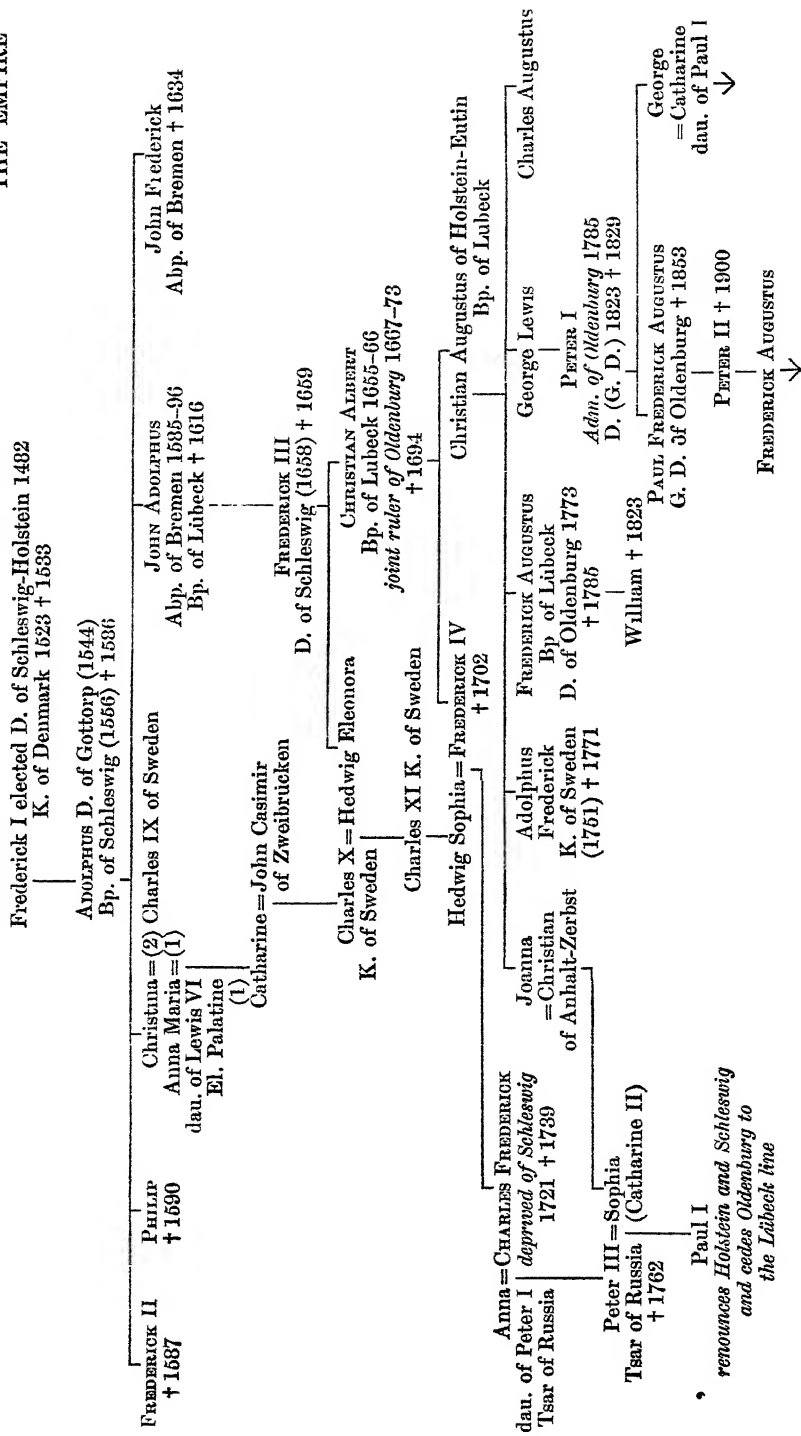 THE EMPIRE
Frederick I elected D. of Schleswig-Holstein 1482
K. of Denmark 1523 † 1533
ADOLPHUS D. of Gottorp (1544)
Bp. of Schleswig (1556) † 1586
FREDERICK II
† 1587
PHILIP
† 1590
Christina = (2) Charles IX of Sweden
Anna Maria = (1)
dau. of Lewis VI
El. Palatine
JOHN ADOLPHUS
Abp. of Bremen 1585–96
Bp. of Lübeck † 1616
John Frederick
Abp. of Bremen † 1634
(1)
Catharine = John Casimir
of Zweibrücken
FREDERICK III
D. of Schleswig (1658) † 1659
Charles X = Hedwig Eleonora
K. of Sweden
CHRISTIAN ALBERT
Bp. of Lubeck 1655–66
joint ruler of Oldenburg 1667–73
† 1694
Charles XI K. of Sweden
Hedwig Sophia = FREDERICK IV
† 1702
Christian Augustus of Holstein-Eutin
Bp. of Lubeck
Anna = CHARLES FREDERICK
dau. of Peter I
Tsar of Russia
deprived of Schleswig
1721 † 1739
Joanna
= Christian
of Anhalt-Zerbst
Adolphus
Frederick
K. of Sweden
(1751) † 1771
FREDERICK AUGUSTUS
Bp of Lübeck
D. of Oldenburg 1773
† 1785
George Lewis
Charles Augustus
Peter III = Sophia
Tsar of Russia (Catharine II)
† 1762
William † 1823
PETER I
Adm. of Oldenburg 1785
D. (G. D.) 1823 † 1829
Paul I
renounces Holstein and Schleswig
and cedes Oldenburg to
the Lübeck line
PAUL FREDERICK AUGUSTUS
G. D. of Oldenburg † 1853
George
= Catharine
dau. of Paul I
PETER II † 1900
FREDERICK AUGUSTUS